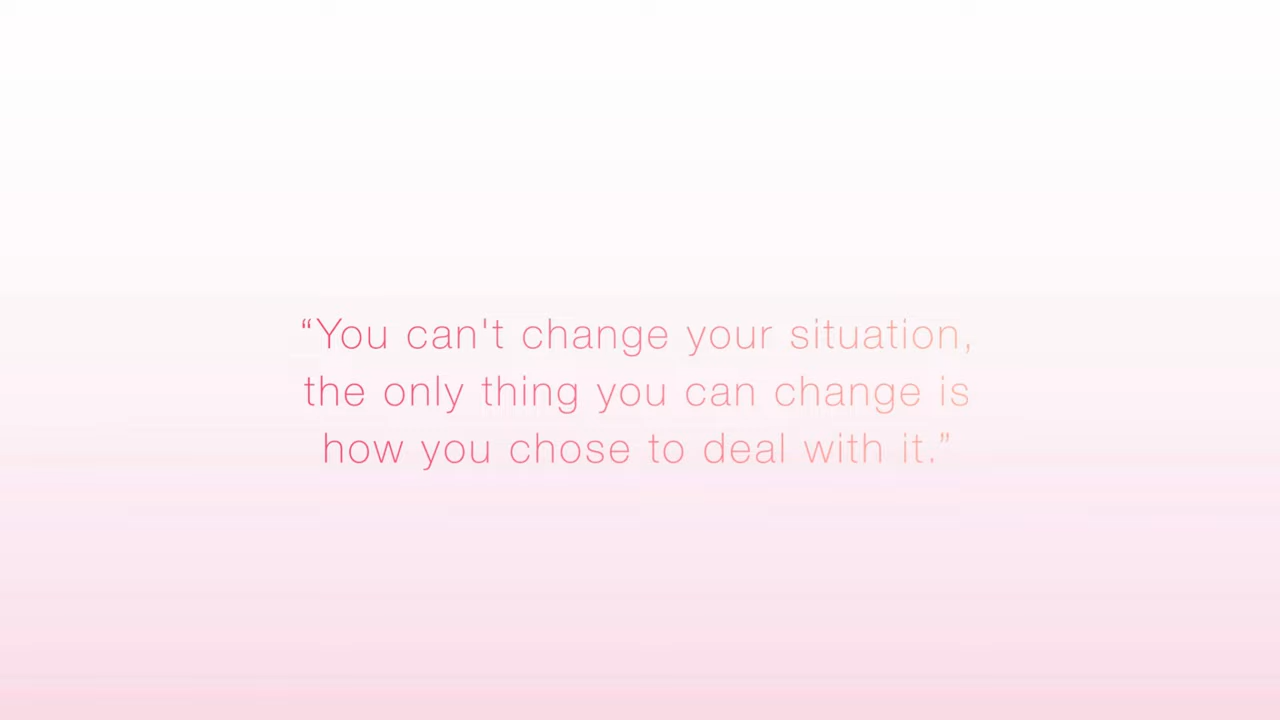 “You can't change your situation,
the only thing you can change is
how you chose to deal with it.”